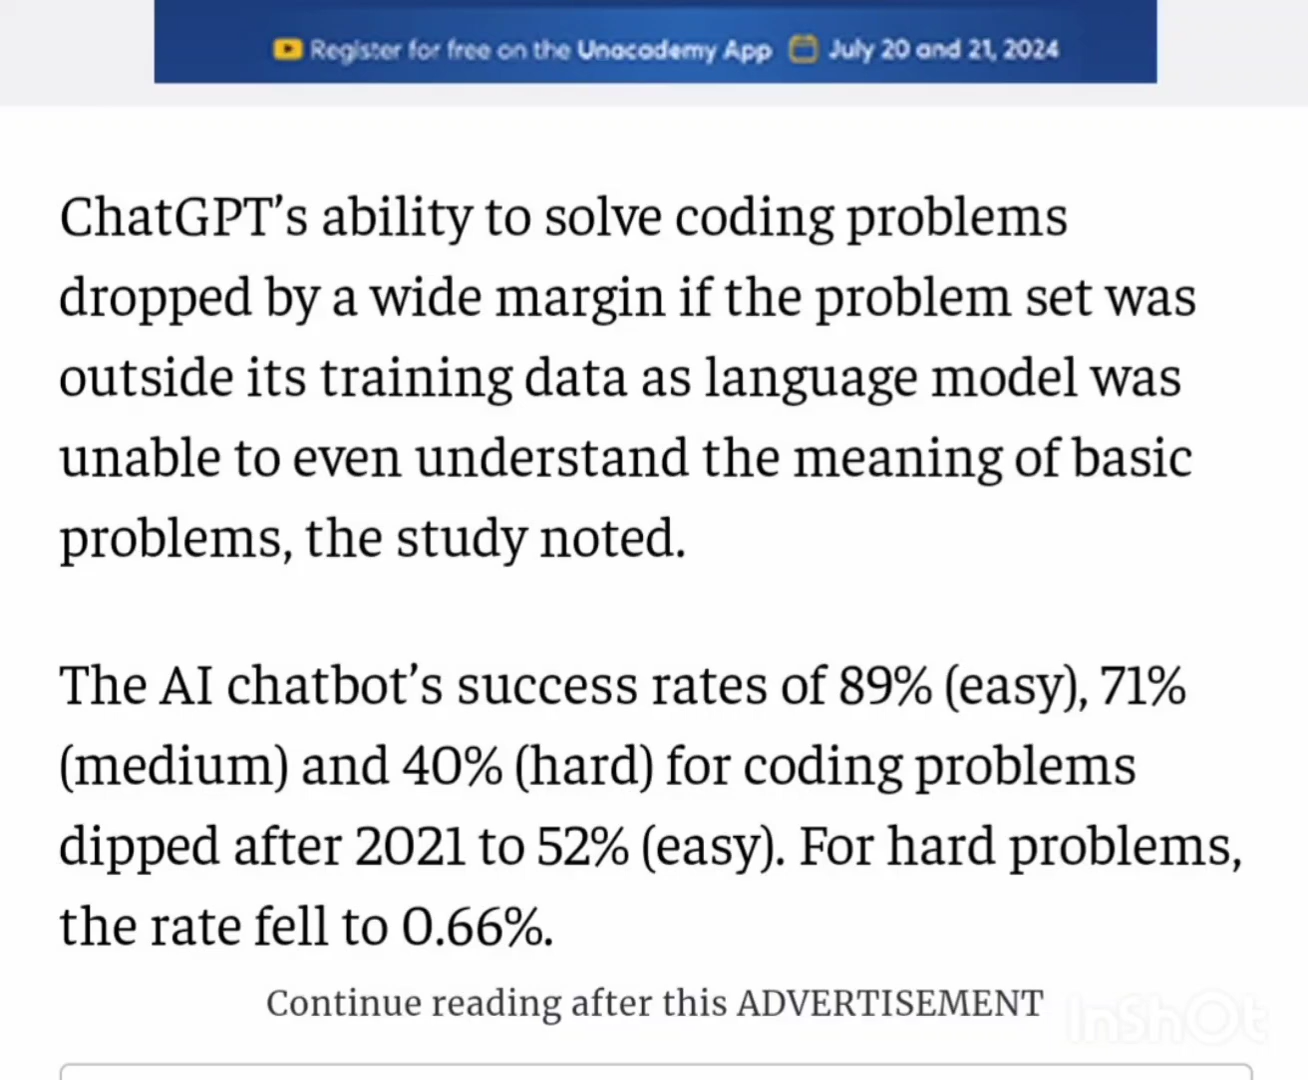 Register for free on the Unacademy App July 20 and 21, 2024
ChatGPT’s ability to solve coding problems
dropped by a wide margin if the problem set was
outside its training data as language model was
unable to even understand the meaning of basic
problems, the study noted.
The AI chatbot’s success rates of 89% (easy), 71%
(medium) and 40% (hard) for coding problems
dipped after 2021 to 52% (easy). For hard problems,
the rate fell to 0.66%.
Continue reading after this ADVERTISEMENT
InShOt